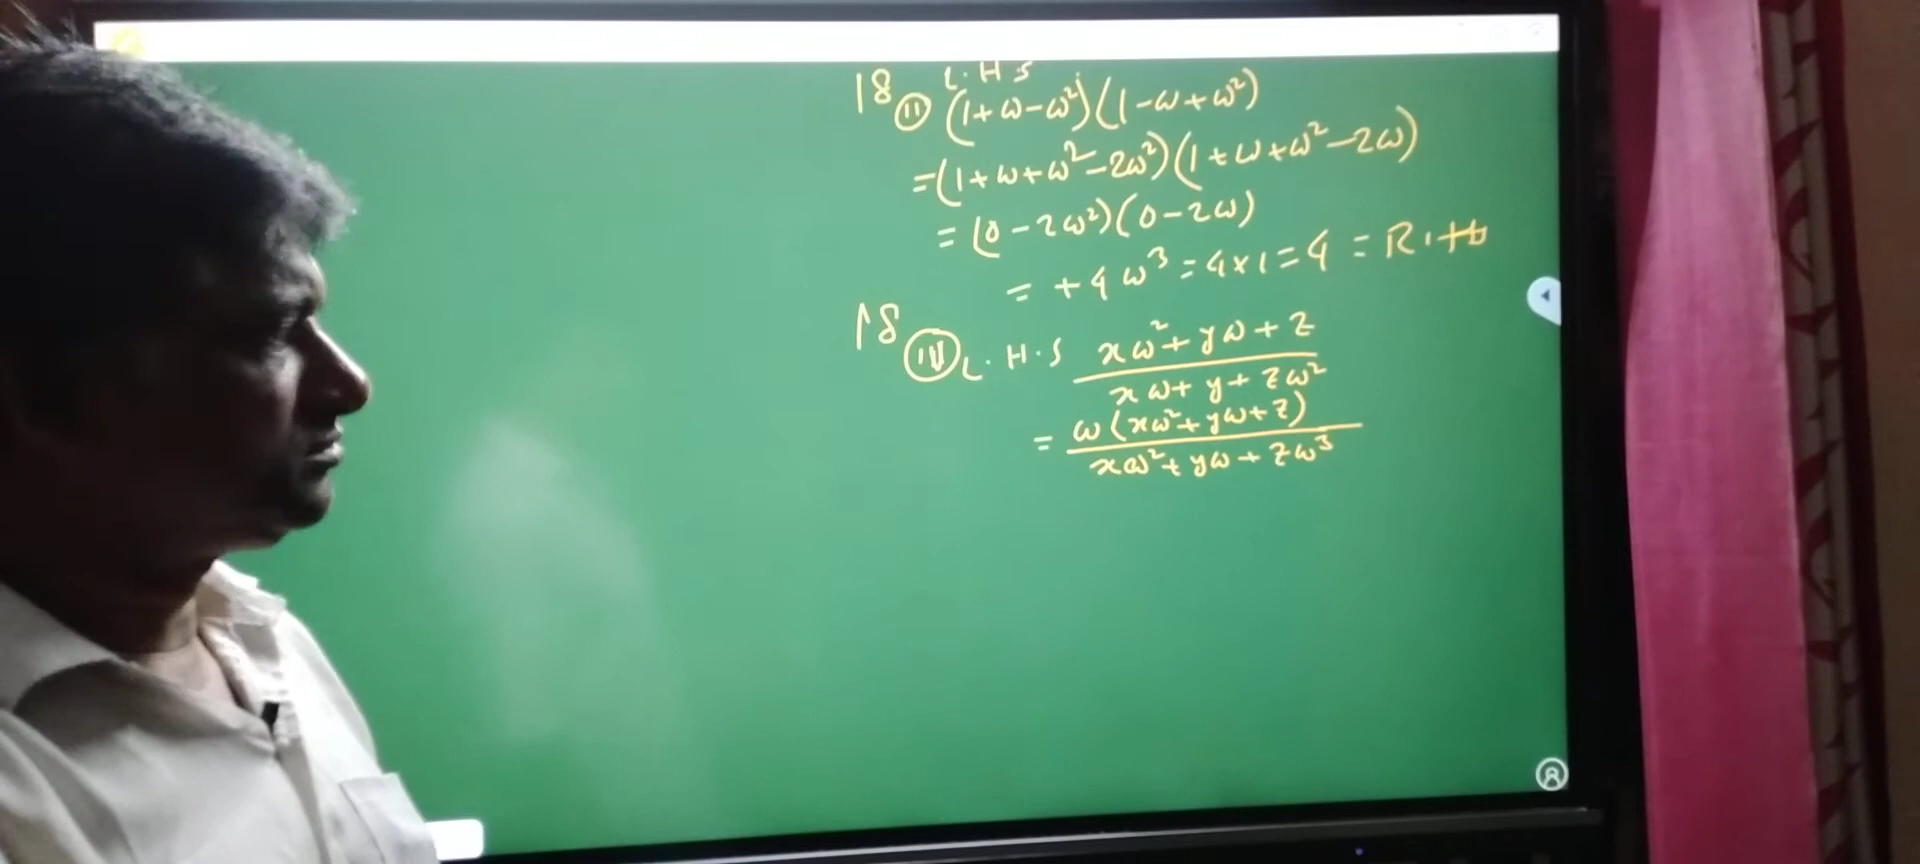 L.H.S
18 (ii) (1+ω-ω²)(1-ω+ω²)
=(1+ω+ω²-2ω²)(1+ω+ω²-2ω)
=(0-2ω²)(0-2ω)
=+4ω³=4×1=4=R.H.
18 (iv) L.H.S xω²+yω+z
xω+y+zω²
= ω(xω²+yω+z)
xω²+yω+zω³